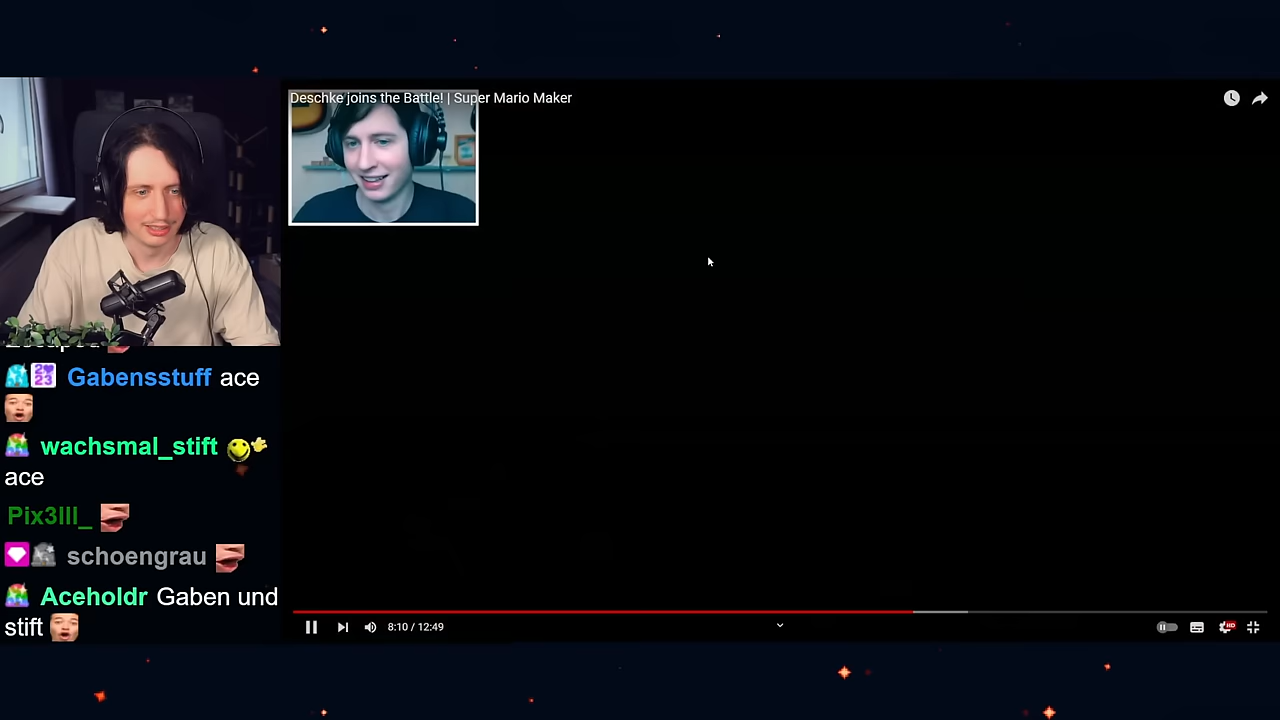 Deschke joins the Battle! | Super Mario Maker
Gabensstuff ace
wachsmal_stift
ace
Pix3lll_
schoengrau
Aceholdr Gaben und
stift
8:10 / 12:49
HD